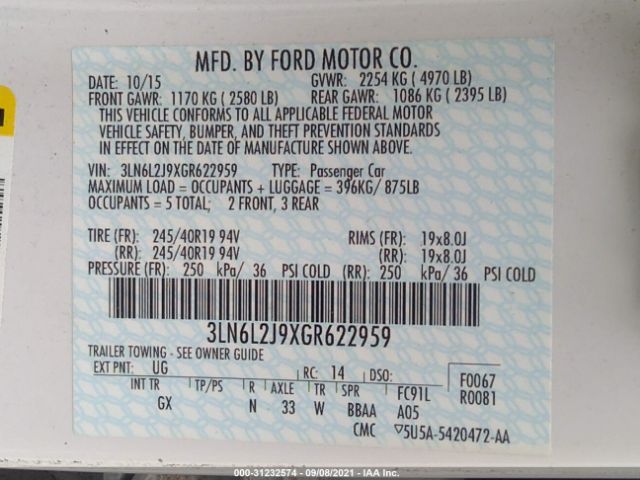 MFD. BY FORD MOTOR CO.
DATE: 10/15 GVWR: 2254 KG ( 4970 LB)
FRONT GAWR: 1170 KG ( 2580 LB) REAR GAWR: 1086 KG ( 2395 LB)
THIS VEHICLE CONFORMS TO ALL APPLICABLE FEDERAL MOTOR
VEHICLE SAFETY, BUMPER, AND THEFT PREVENTION STANDARDS
IN EFFECT ON THE DATE OF MANUFACTURE SHOWN ABOVE.
VIN: 3LN6L2J9XGR622959 TYPE: Passenger Car
MAXIMUM LOAD = OCCUPANTS + LUGGAGE = 396KG/ 875LB
OCCUPANTS = 5 TOTAL; 2 FRONT, 3 REAR
TIRE (FR): 245/40R19 94V RIMS (FR): 19x8.0J
(RR): 245/40R19 94V (RR): 19x8.0J
PRESSURE (FR): 250 kPa/ 36 PSI COLD (RR): 250 kPa/ 36 PSI COLD
3LN6L2J9XGR622959
TRAILER TOWING - SEE OWNER GUIDE
EXT PNT: UG RC: 14 DSO: F0067
INT TR TP/PS R AXLE TR SPR FC91L R0081
GX N 33 W BBAA A05
CMC ▽5U5A-5420472-AA
000-31232574 - 09/08/2021 - IAA Inc.